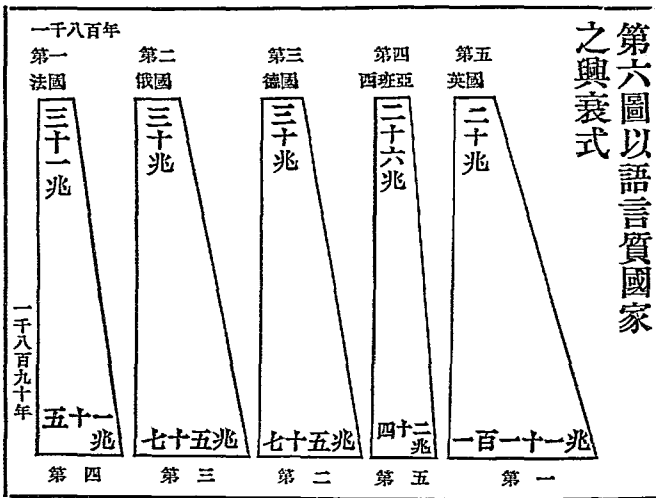 第六圖以語言質國家
之興衰式
一千八百年
第一
法國
三十一兆
第二
俄國
三十兆
第三
德國
三十兆
第四
西班亞
二十六兆
第五
英國
二十兆
一千八百九十年
五十一
兆
七十五兆
七十五兆
四十二
兆
一百一十一兆
第四
第三
第二
第五
第一